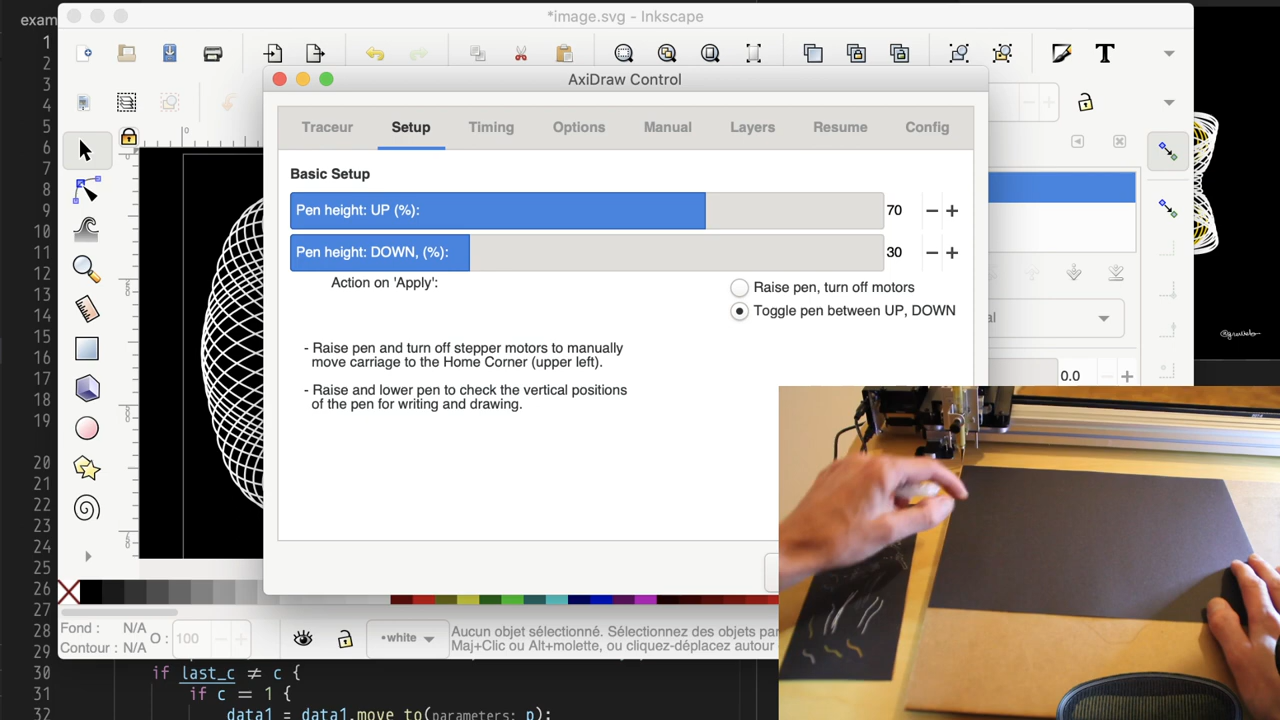 exam
*image.svg - Inkscape
AxiDraw Control
Traceur Setup Timing Options Manual Layers Resume Config
Basic Setup
Pen height: UP (%): 70
Pen height: DOWN, (%): 30
Action on 'Apply':
Raise pen, turn off motors
Toggle pen between UP, DOWN
- Raise pen and turn off stepper motors to manually
move carriage to the Home Corner (upper left).
- Raise and lower pen to check the vertical positions
of the pen for writing and drawing.
al
0.0
1
2
3
4
5
6
7
8
9
10
11
12
13
14
15
16
17
18
19
20
21
22
23
24
25
26
27
28
29
30
31
32
0
Fond : N/A
Contour : N/A
O : 100
•white
Aucun objet sélectionné. Sélectionnez des objets par
Maj+Clic ou Alt+molette, ou cliquez-déplacez autour
if last_c ≠ c {
if c = 1 {
data1 = data1.move_to(parameters: p);